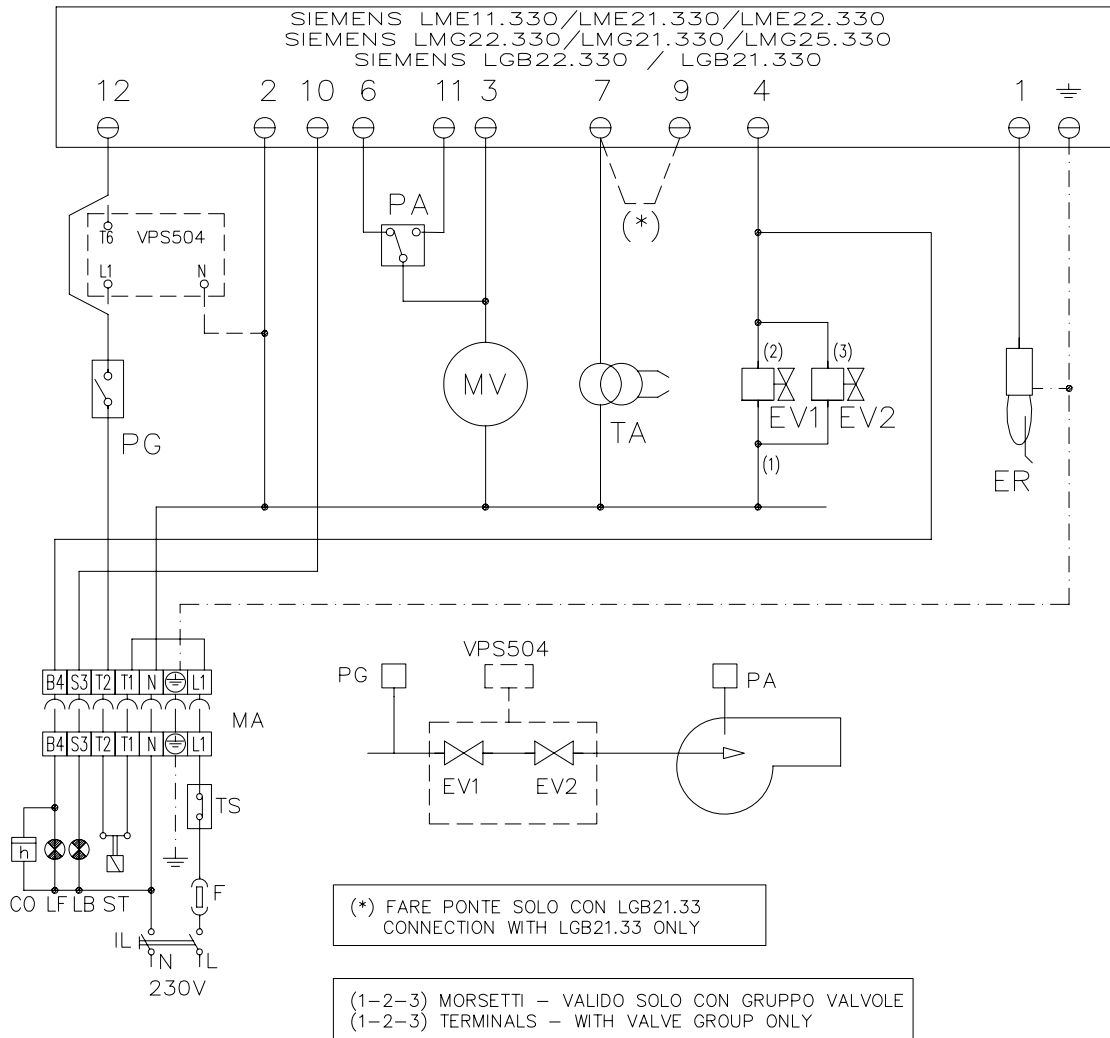 SIEMENS LME11.330/LME21.330/LME22.330
SIEMENS LMG22.330/LMG21.330/LMG25.330
SIEMENS LGB22.330 / LGB21.330
12 2 10 6 11 3 7 9 4 1
PA
(*)
T6 VPS504
L1 N
(2) (3)
MV
EV1 EV2
TA
PG
(1)
ER
VPS504
B4 S3 T2 T1 N L1
PG PA
MA
B4 S3 T2 T1 N L1
EV1 EV2
TS
h
CO LF LB ST
F
IL
N L
230V
(*) FARE PONTE SOLO CON LGB21.33
CONNECTION WITH LGB21.33 ONLY
(1-2-3) MORSETTI - VALIDO SOLO CON GRUPPO VALVOLE
(1-2-3) TERMINALS - WITH VALVE GROUP ONLY